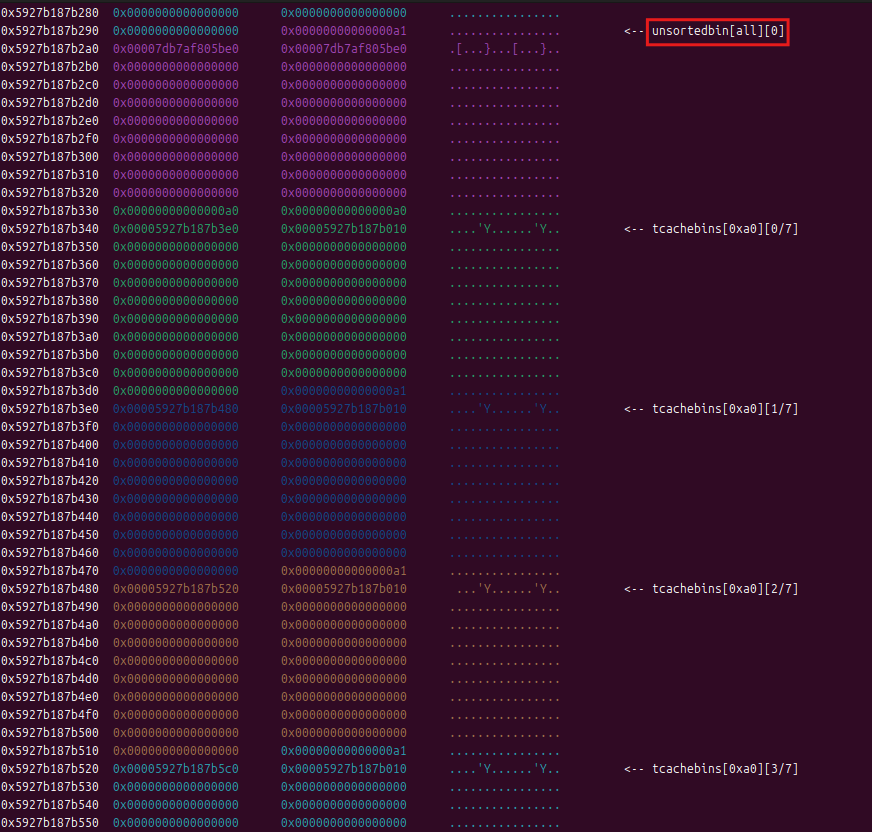 0x5927b187b280 0x0000000000000000 0x0000000000000000 ................
0x5927b187b290 0x0000000000000000 0x00000000000000a1 ................ <-- unsortedbin[all][0]
0x5927b187b2a0 0x00007db7af805be0 0x00007db7af805be0 .[...}...[...}..
0x5927b187b2b0 0x0000000000000000 0x0000000000000000 ................
0x5927b187b2c0 0x0000000000000000 0x0000000000000000 ................
0x5927b187b2d0 0x0000000000000000 0x0000000000000000 ................
0x5927b187b2e0 0x0000000000000000 0x0000000000000000 ................
0x5927b187b2f0 0x0000000000000000 0x0000000000000000 ................
0x5927b187b300 0x0000000000000000 0x0000000000000000 ................
0x5927b187b310 0x0000000000000000 0x0000000000000000 ................
0x5927b187b320 0x0000000000000000 0x0000000000000000 ................
0x5927b187b330 0x00000000000000a0 0x00000000000000a0 ................
0x5927b187b340 0x00005927b187b3e0 0x00005927b187b010 ....'Y......'Y.. <-- tcachebins[0xa0][0/7]
0x5927b187b350 0x0000000000000000 0x0000000000000000 ................
0x5927b187b360 0x0000000000000000 0x0000000000000000 ................
0x5927b187b370 0x0000000000000000 0x0000000000000000 ................
0x5927b187b380 0x0000000000000000 0x0000000000000000 ................
0x5927b187b390 0x0000000000000000 0x0000000000000000 ................
0x5927b187b3a0 0x0000000000000000 0x0000000000000000 ................
0x5927b187b3b0 0x0000000000000000 0x0000000000000000 ................
0x5927b187b3c0 0x0000000000000000 0x0000000000000000 ................
0x5927b187b3d0 0x0000000000000000 0x00000000000000a1 ................
0x5927b187b3e0 0x00005927b187b480 0x00005927b187b010 ....'Y......'Y.. <-- tcachebins[0xa0][1/7]
0x5927b187b3f0 0x0000000000000000 0x0000000000000000 ................
0x5927b187b400 0x0000000000000000 0x0000000000000000 ................
0x5927b187b410 0x0000000000000000 0x0000000000000000 ................
0x5927b187b420 0x0000000000000000 0x0000000000000000 ................
0x5927b187b430 0x0000000000000000 0x0000000000000000 ................
0x5927b187b440 0x0000000000000000 0x0000000000000000 ................
0x5927b187b450 0x0000000000000000 0x0000000000000000 ................
0x5927b187b460 0x0000000000000000 0x0000000000000000 ................
0x5927b187b470 0x0000000000000000 0x00000000000000a1 ................
0x5927b187b480 0x00005927b187b520 0x00005927b187b010  ...'Y......'Y.. <-- tcachebins[0xa0][2/7]
0x5927b187b490 0x0000000000000000 0x0000000000000000 ................
0x5927b187b4a0 0x0000000000000000 0x0000000000000000 ................
0x5927b187b4b0 0x0000000000000000 0x0000000000000000 ................
0x5927b187b4c0 0x0000000000000000 0x0000000000000000 ................
0x5927b187b4d0 0x0000000000000000 0x0000000000000000 ................
0x5927b187b4e0 0x0000000000000000 0x0000000000000000 ................
0x5927b187b4f0 0x0000000000000000 0x0000000000000000 ................
0x5927b187b500 0x0000000000000000 0x0000000000000000 ................
0x5927b187b510 0x0000000000000000 0x00000000000000a1 ................
0x5927b187b520 0x00005927b187b5c0 0x00005927b187b010 ....'Y......'Y.. <-- tcachebins[0xa0][3/7]
0x5927b187b530 0x0000000000000000 0x0000000000000000 ................
0x5927b187b540 0x0000000000000000 0x0000000000000000 ................
0x5927b187b550 0x0000000000000000 0x0000000000000000 ................